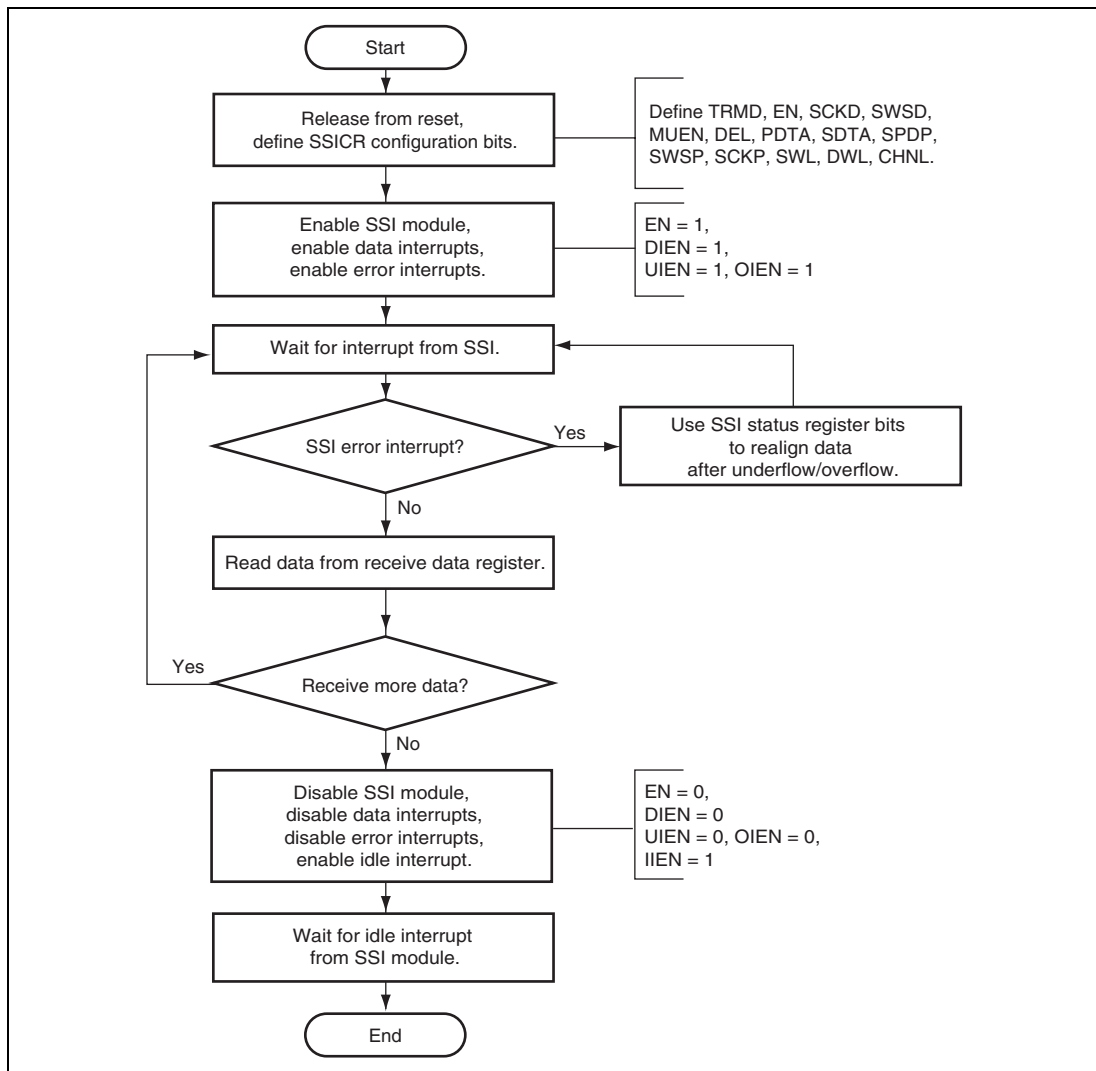 Start
Release from reset,
define SSICR configuration bits.
Define TRMD, EN, SCKD, SWSD,
MUEN, DEL, PDTA, SDTA, SPDP,
SWSP, SCKP, SWL, DWL, CHNL.
Enable SSI module,
enable data interrupts,
enable error interrupts.
EN = 1,
DIEN = 1,
UIEN = 1, OIEN = 1
Wait for interrupt from SSI.
SSI error interrupt?
Yes
Use SSI status register bits
to realign data
after underflow/overflow.
No
Read data from receive data register.
Yes
Receive more data?
No
Disable SSI module,
disable data interrupts,
disable error interrupts,
enable idle interrupt.
EN = 0,
DIEN = 0
UIEN = 0, OIEN = 0,
IIEN = 1
Wait for idle interrupt
from SSI module.
End